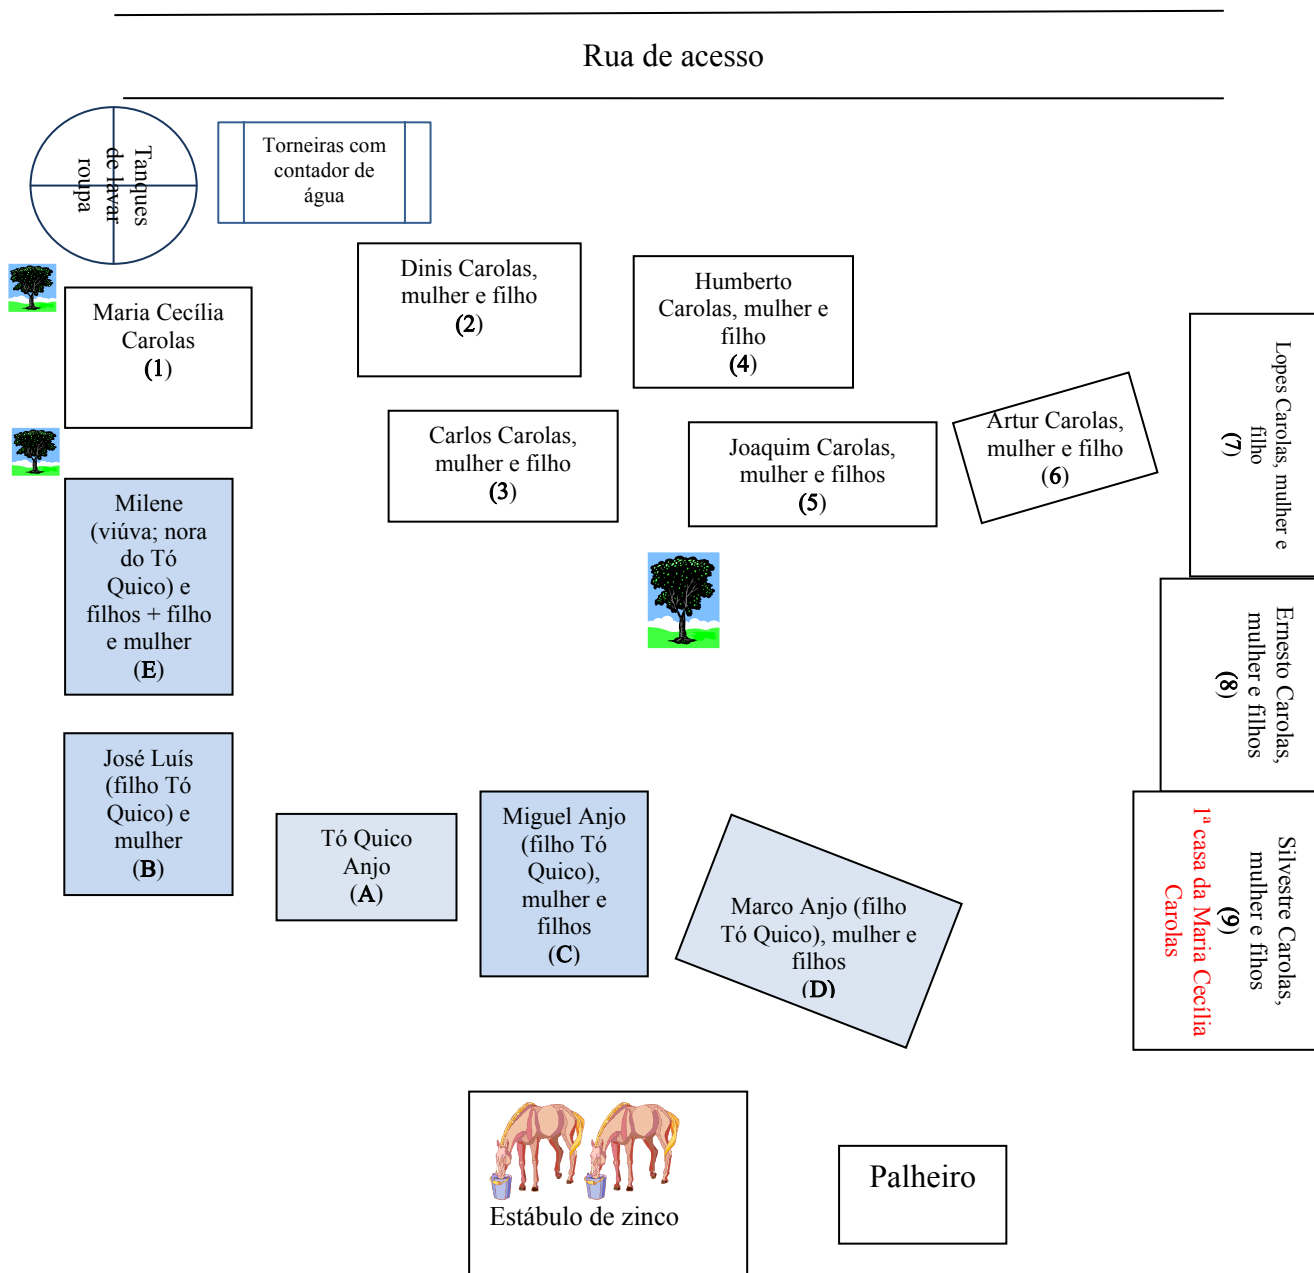 Rua de acesso
Tanques
de lavar
roupa
Torneiras com
contador de
água
Dinis Carolas,
mulher e filho
(2)
Humberto
Carolas, mulher e
filho
(4)
Maria Cecília
Carolas
(1)
Lopes Carolas, mulher e
filho
(7)
Carlos Carolas,
mulher e filho
(3)
Joaquim Carolas,
mulher e filhos
(5)
Artur Carolas,
mulher e filho
(6)
Milene
(viúva; nora
do Tó
Quico) e
filhos + filho
e mulher
(E)
Ernesto Carolas,
mulher e filhos
(8)
José Luís
(filho Tó
Quico) e
mulher
(B)
Tó Quico
Anjo
(A)
Miguel Anjo
(filho Tó
Quico),
mulher e
filhos
(C)
Marco Anjo (filho
Tó Quico), mulher e
filhos
(D)
Silvestre Carolas,
mulher e fihos
(9)
1ª casa da Maria Cecília
Carolas
Estábulo de zinco
Palheiro